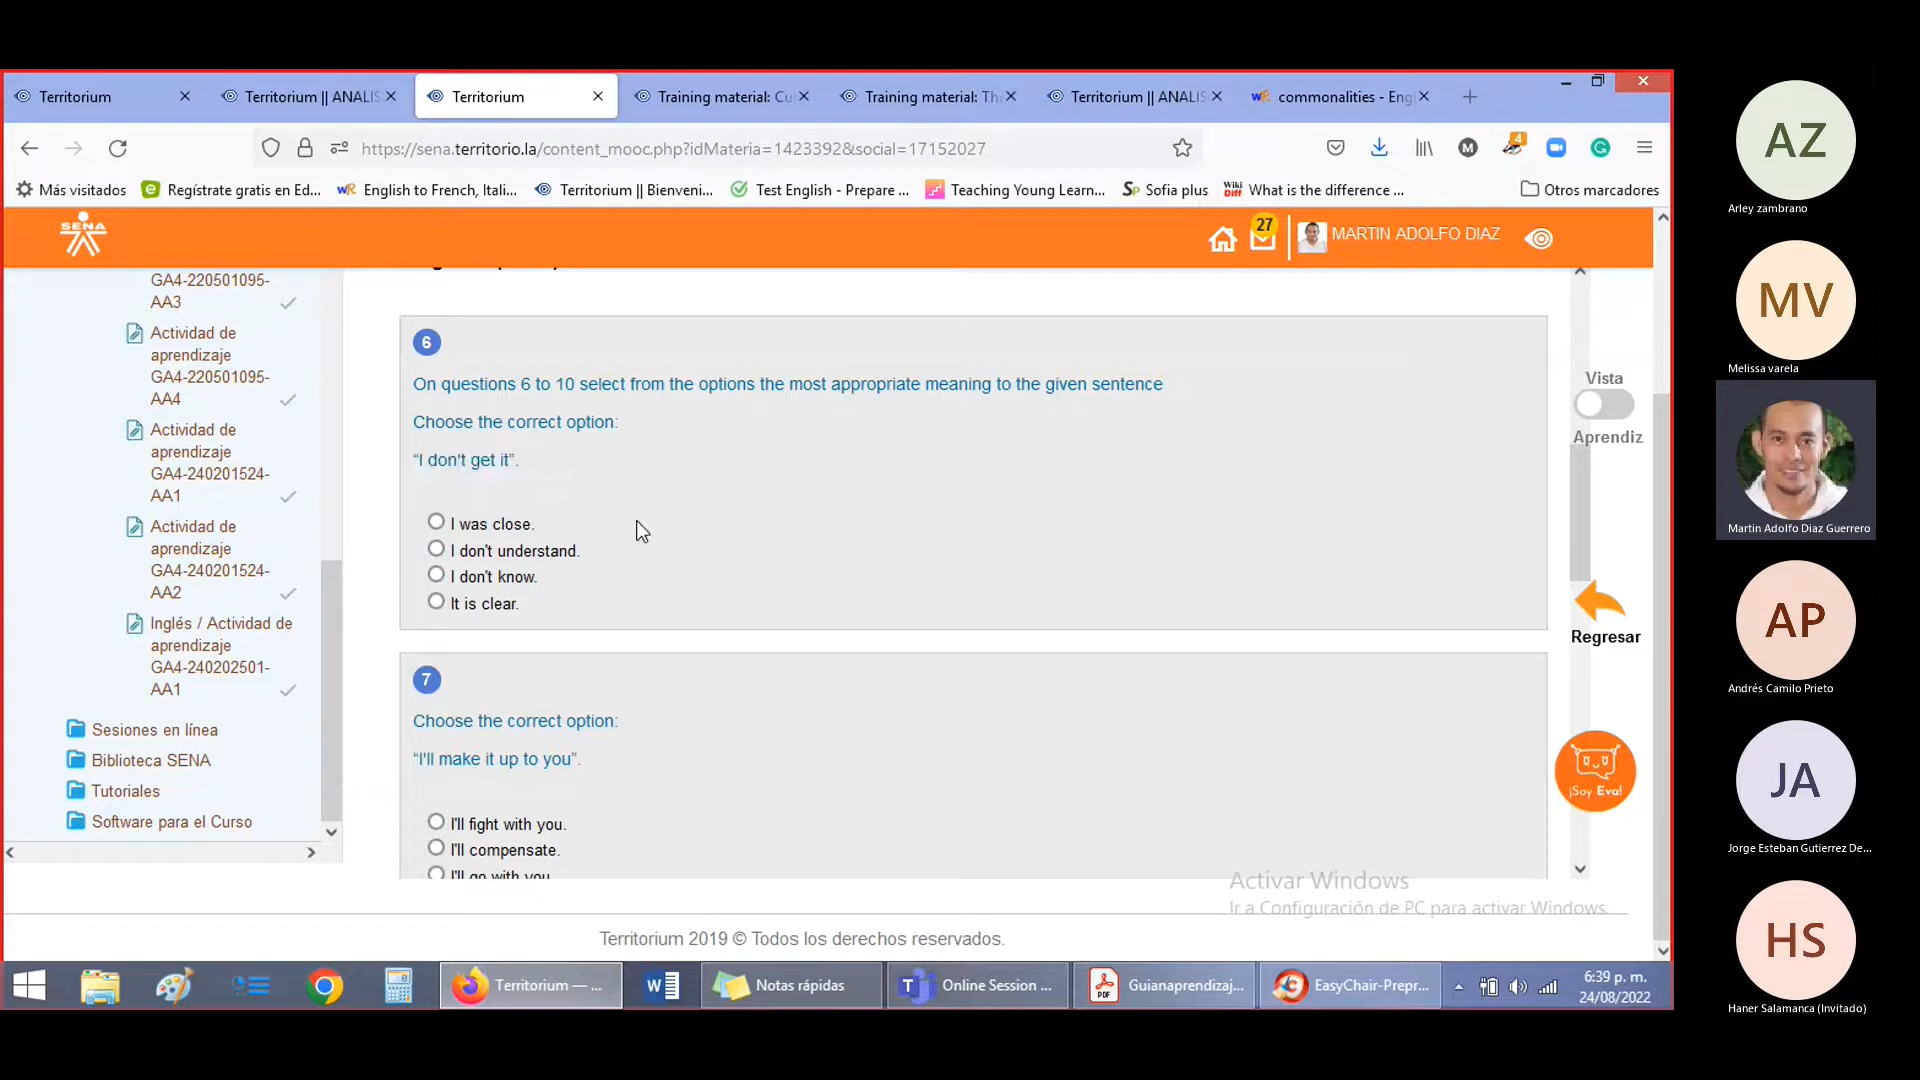 Territorium
Territorium || ANALIS
Territorium
Training material: Cu
Training material: Th
Territorium || ANALIS
commonalities - Eng
https://sena.territorio.la/content_mooc.php?idMateria=1423392&social=17152027
4
Más visitados
Regístrate gratis en Ed...
English to French, Itali...
Territorium || Bienveni...
Test English - Prepare ...
Teaching Young Learn...
Sofia plus
What is the difference ...
Otros marcadores
SENA
27
MARTIN ADOLFO DIAZ
GA4-220501095-
AA3
Actividad de
aprendizaje
GA4-220501095-
AA4
Actividad de
aprendizaje
GA4-240201524-
AA1
Actividad de
aprendizaje
GA4-240201524-
AA2
Inglés / Actividad de
aprendizaje
GA4-240202501-
AA1
Sesiones en línea
Biblioteca SENA
Tutoriales
Software para el Curso
6
On questions 6 to 10 select from the options the most appropriate meaning to the given sentence
Choose the correct option:
“I don't get it”.
I was close.
I don't understand.
I don't know.
It is clear.
7
Choose the correct option:
“I'll make it up to you”.
I'll fight with you.
I'll compensate.
I'll go with you
Vista
Aprendiz
Regresar
¡Soy Eva!
Activar Windows
Ir a Configuración de PC para activar Windows.
Territorium 2019 © Todos los derechos reservados.
Territorium — ...
Notas rápidas
Online Session ...
Guianaprendizaj...
EasyChair-Prepr...
6:39 p. m.
24/08/2022
AZ
Arley zambrano
MV
Melissa varela
Martin Adolfo Diaz Guerrero
AP
Andrés Camilo Prieto
JA
Jorge Esteban Gutierrez De...
HS
Haner Salamanca (Invitado)